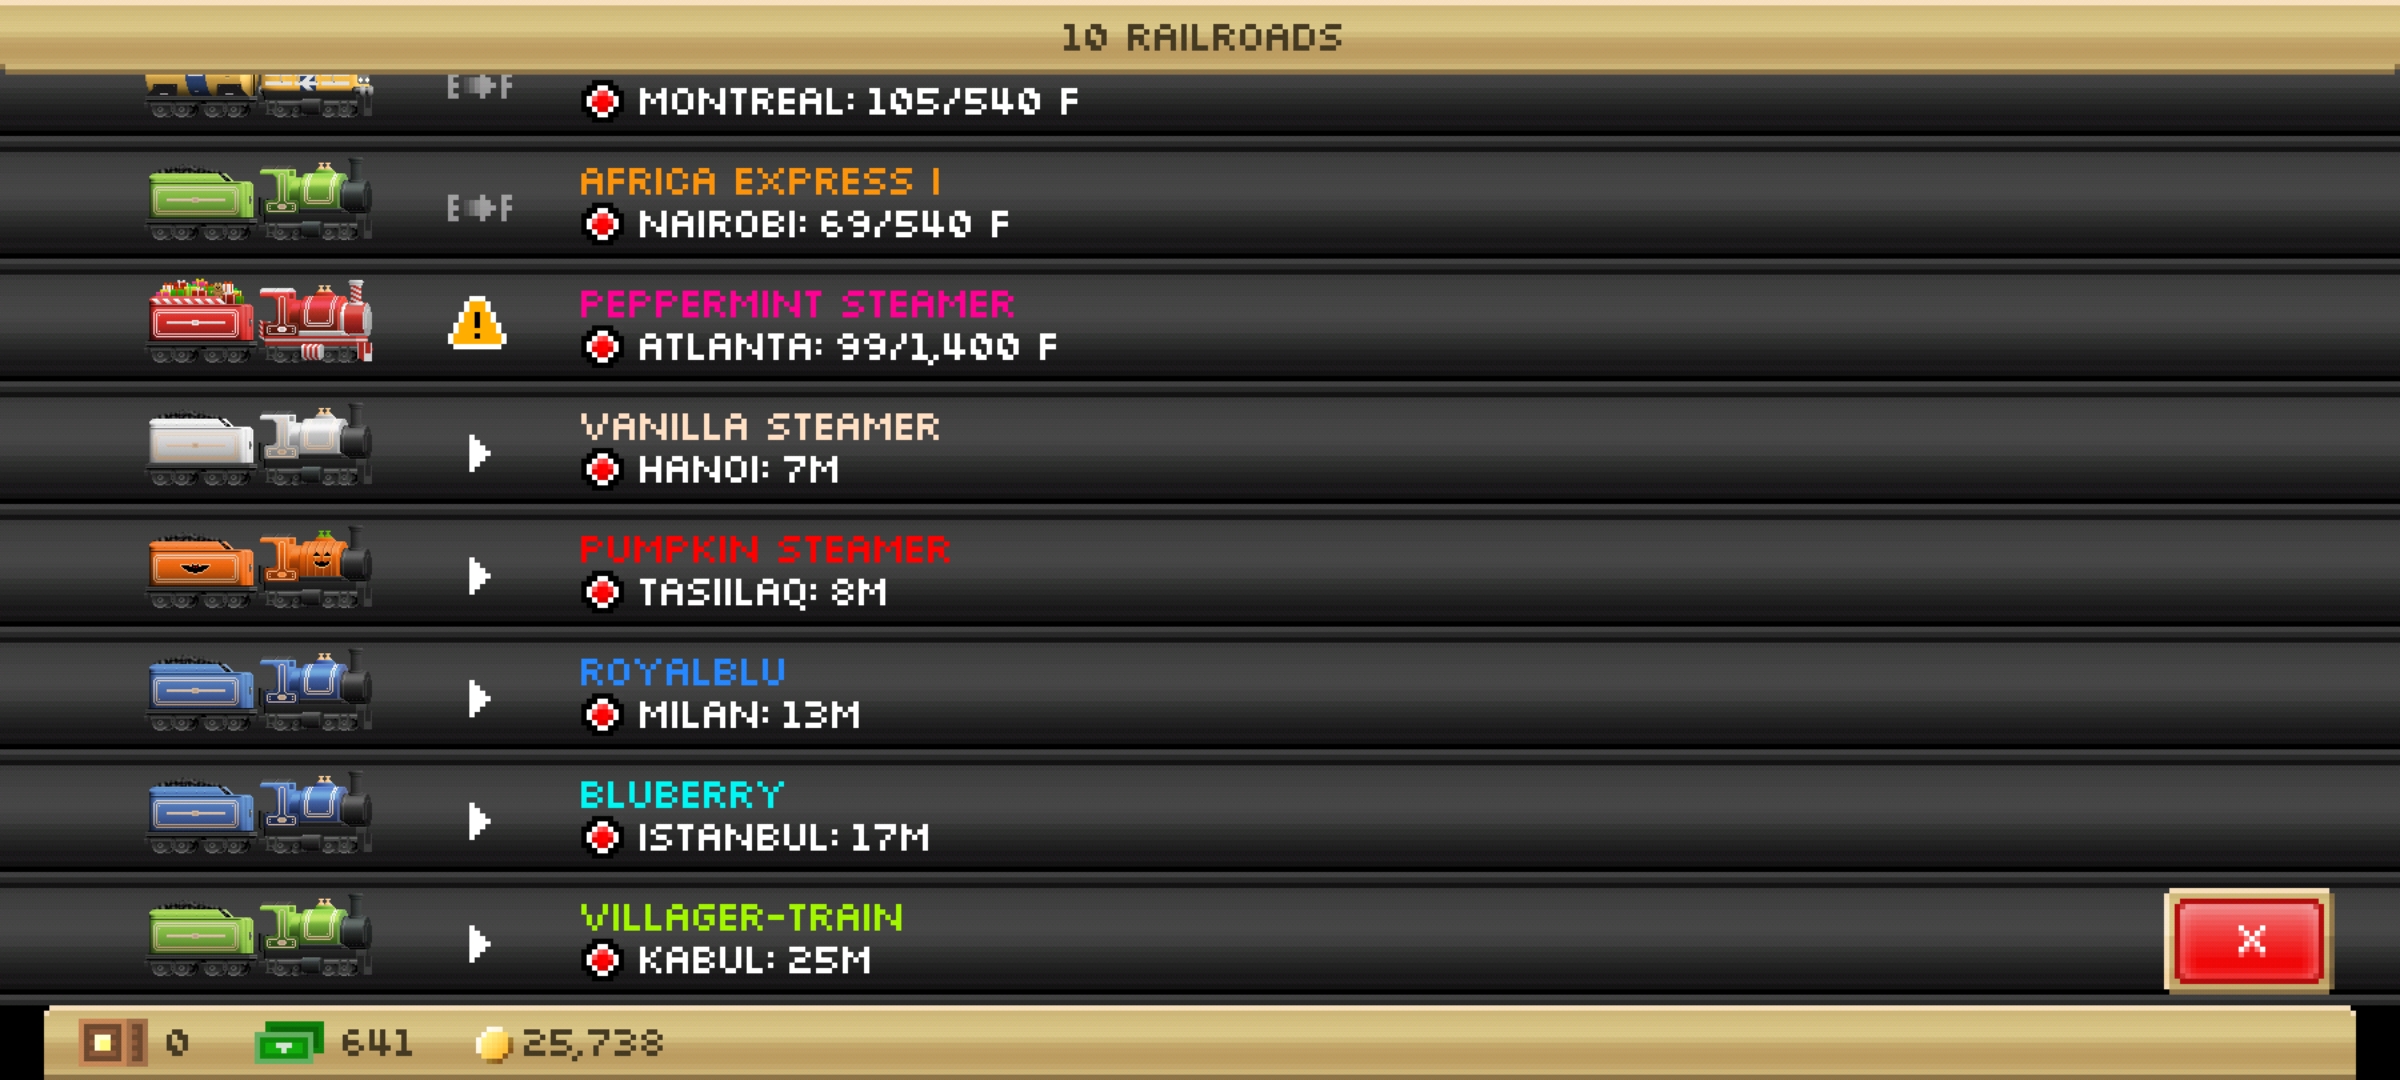 10 RAILROADS
E F
MONTREAL: 105/540 F
AFRICA EXPRESS I
E F
NAIROBI: 69/540 F
PEPPERMINT STEAMER
!
ATLANTA: 99/1,400 F
VANILLA STEAMER
HANOI: 7M
PUMPKIN STEAMER
TASIILAQ: 8M
ROYALBLU
MILAN: 13M
BLUBERRY
ISTANBUL: 17M
VILLAGER-TRAIN
KABUL: 25M
X
0 641 25,738